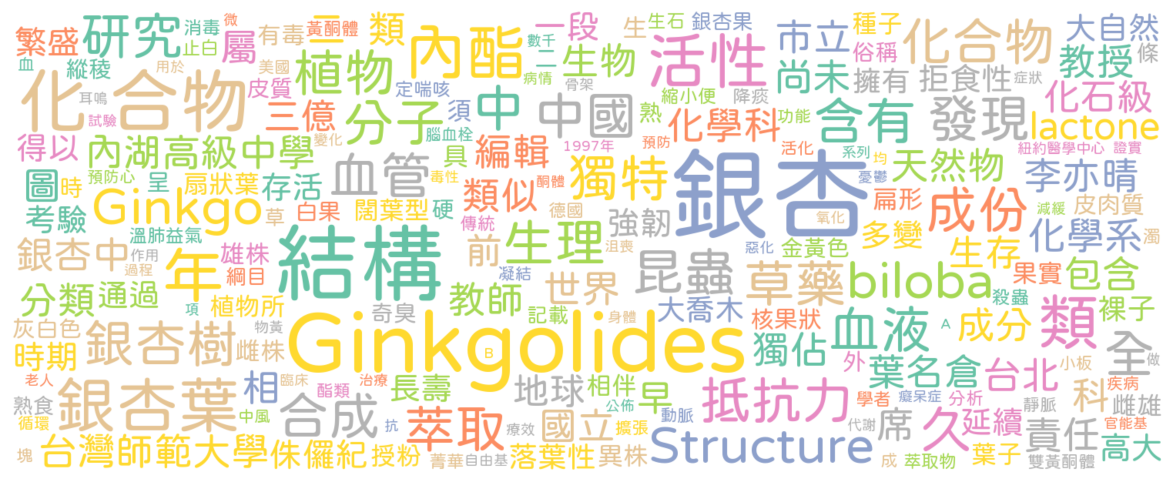 繁盛 研究 消毒 止白 微 黃酮體 屬 有毒 二 類 內酯 數千 二 一段 生物 生 生石 銀杏果 活性 市立 種子 俗稱 化合物 大自然 教授 條
血 縱稜 用於 美國 皮質 植物 定喘咳 病情 骨架 縮小便 降痰 尚未 擁有 拒食性 症狀
化合物 耳鳴 試驗 三億 變化 分子 須 中 腦血栓 中國 熟 化學科 功能 含有 發現 化石級 lactone
得以 內湖高級中學 預防心 呈 具 編輯 1997年 預防 活化 系列 均 紐約醫學中心 證實
圖 時 扇狀葉 存活 血管 毒性 類似 酮體 獨特 銀杏 憂鬱 天然物 李亦晴
考驗 Ginkgo 草 白果 闊葉型 硬 傳統 德國 強韌 氧化 扁形 成份 減緩 皮肉質
銀杏中 溫肺益氣 作用 過程 雄株 綱目 年 結構 前 生理 沮喪 昆蟲 惡化 金黃色 多變 生存 化學系 濁
分類 通過 項 植物所 教師 凝結 記載 世界 草藥 biloba 果實 包含 殺蟲
灰白色 時期 銀杏樹 物黃 雌株 奇臭 Ginkgolides 身體 大喬木 核果狀 獨佔 血液 A 成分 類 裸子 全
老人 銀杏葉 相 臨床 酯類 治療 長壽 B 地球 相伴 早 抵抗力 外 葉名倉 學者 台北 小板 科 疾病 做
熟食 循環 中風 合成 抗 萃取 公佈 療效 國立 擴張 動脈 癡呆症 分析 代謝 席 久 延續 靜脈 責任 雌雄 官能基
塊 台灣師範大學 侏儸紀 授粉 菁華 自由基 落葉性 異株 Structure 成 萃取物 葉子 雙黃酮體 高大